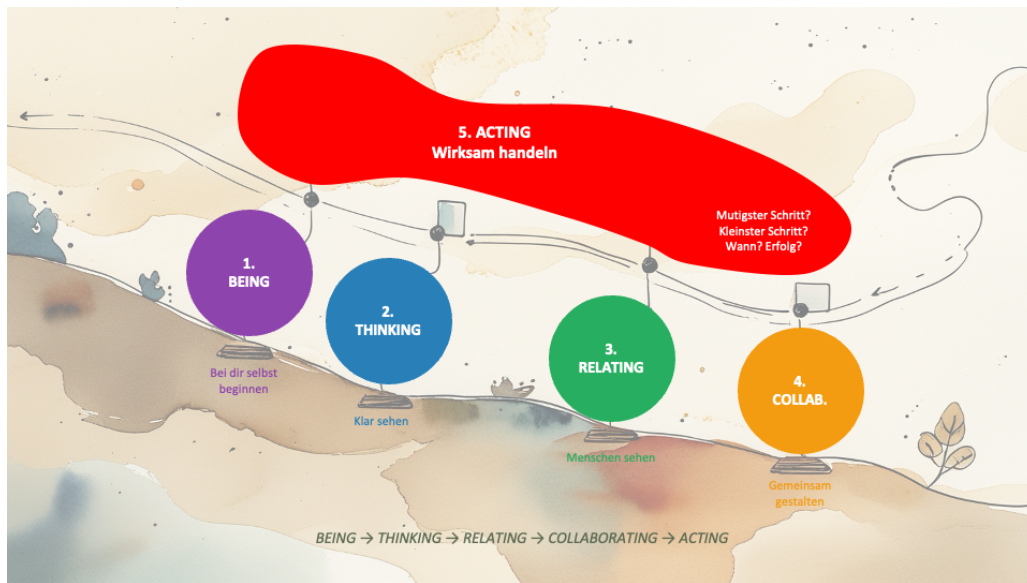 5. ACTING
Wirksam handeln
Mutigster Schritt?
Kleinster Schritt?
Wann? Erfolg?
1.
BEING
Bei dir selbst
beginnen
2.
THINKING
Klar sehen
3.
RELATING
Menschen sehen
4.
COLLAB.
Gemeinsam
gestalten
BEING → THINKING → RELATING → COLLABORATING → ACTING